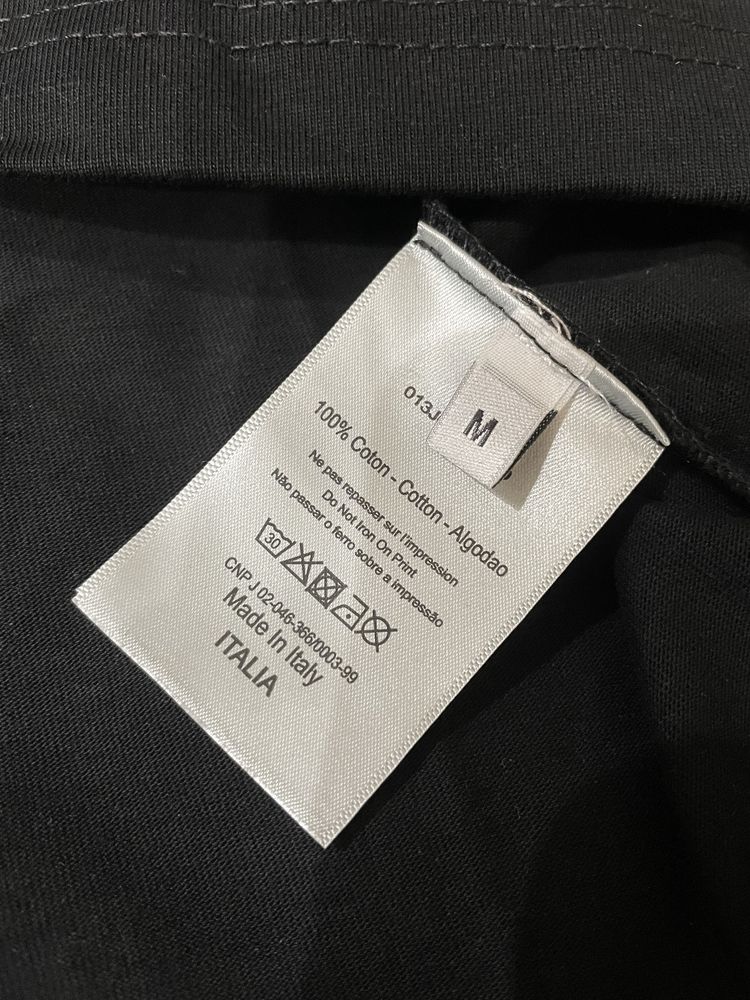 013J
M
100% Coton - Cotton - Algodao
Ne pas repasser sur l'impression
Do Not Iron On Print
Não passar o ferro sobre a impressão
30
CNPJ 02-046-366/0003-99
Made In Italy
ITALIA